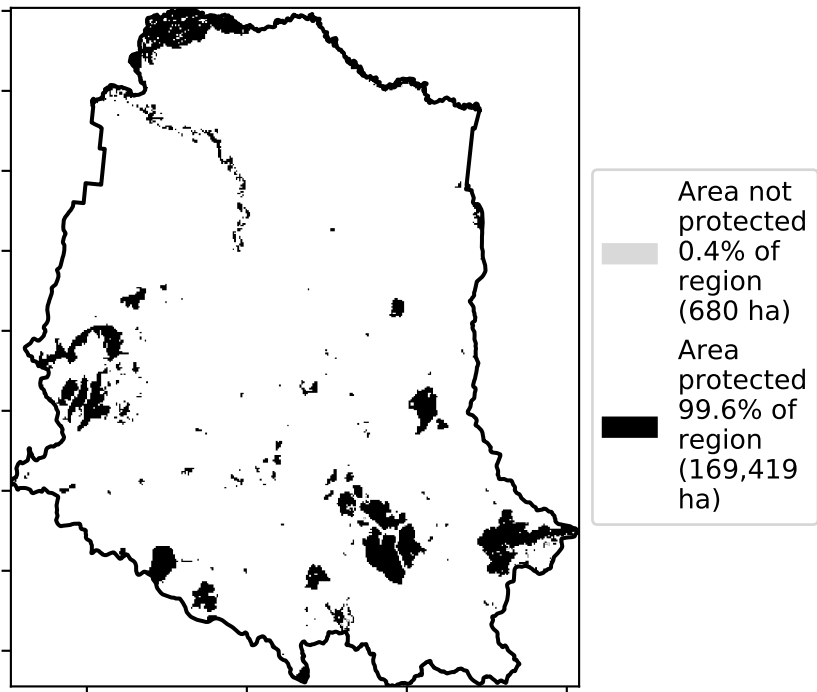 Area not
protected
0.4% of
region
(680 ha)
Area
protected
99.6% of
region
(169,419
ha)